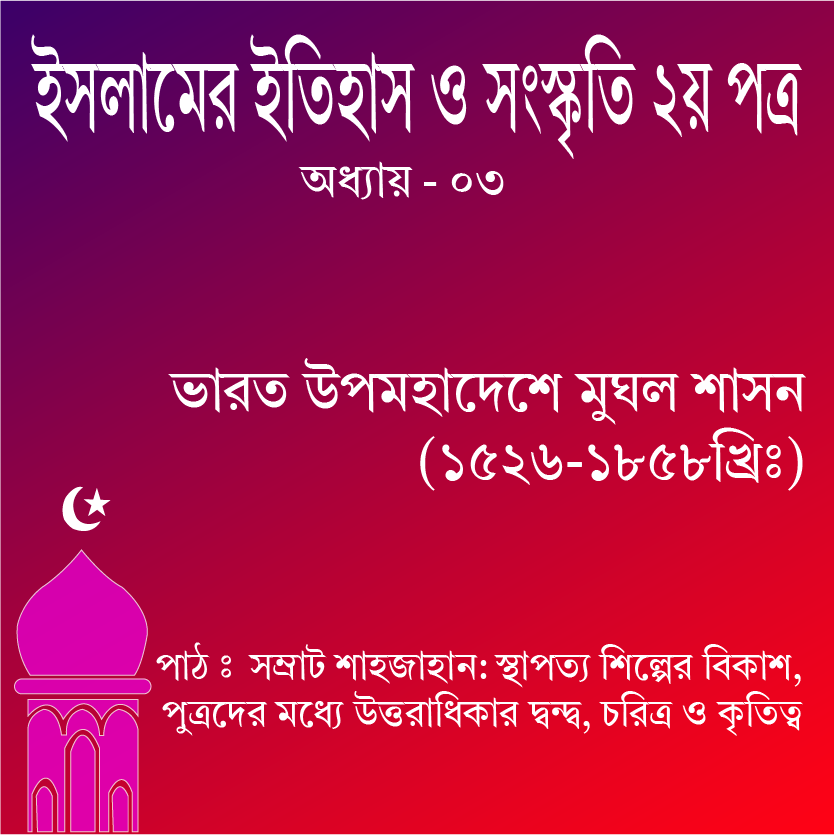 ইসলামের ইতিহাস ও সংস্কৃতি ২য় পত্র
অধ্যায় - ০৩
ভারত উপমহাদেশে মুঘল শাসন
(১৫২৬-১৮৫৮খ্রিঃ)
পাঠ ঃ সম্রাট শাহজাহান: স্থাপত্য শিল্পের বিকাশ,
পুত্রদের মধ্যে উত্তরাধিকার দ্বন্দ্ব, চরিত্র ও কৃতিত্ব